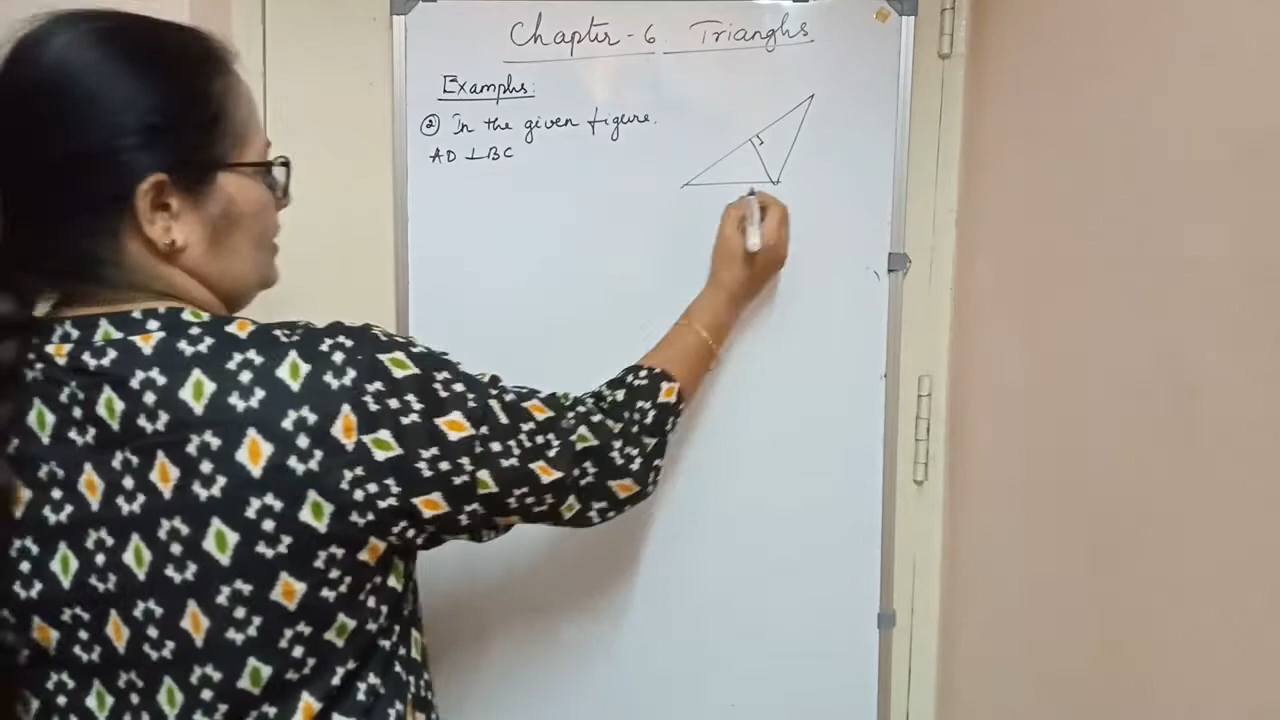 Chapter - 6 Triangles
Examples:
② In the given figure.
AD ⊥ BC